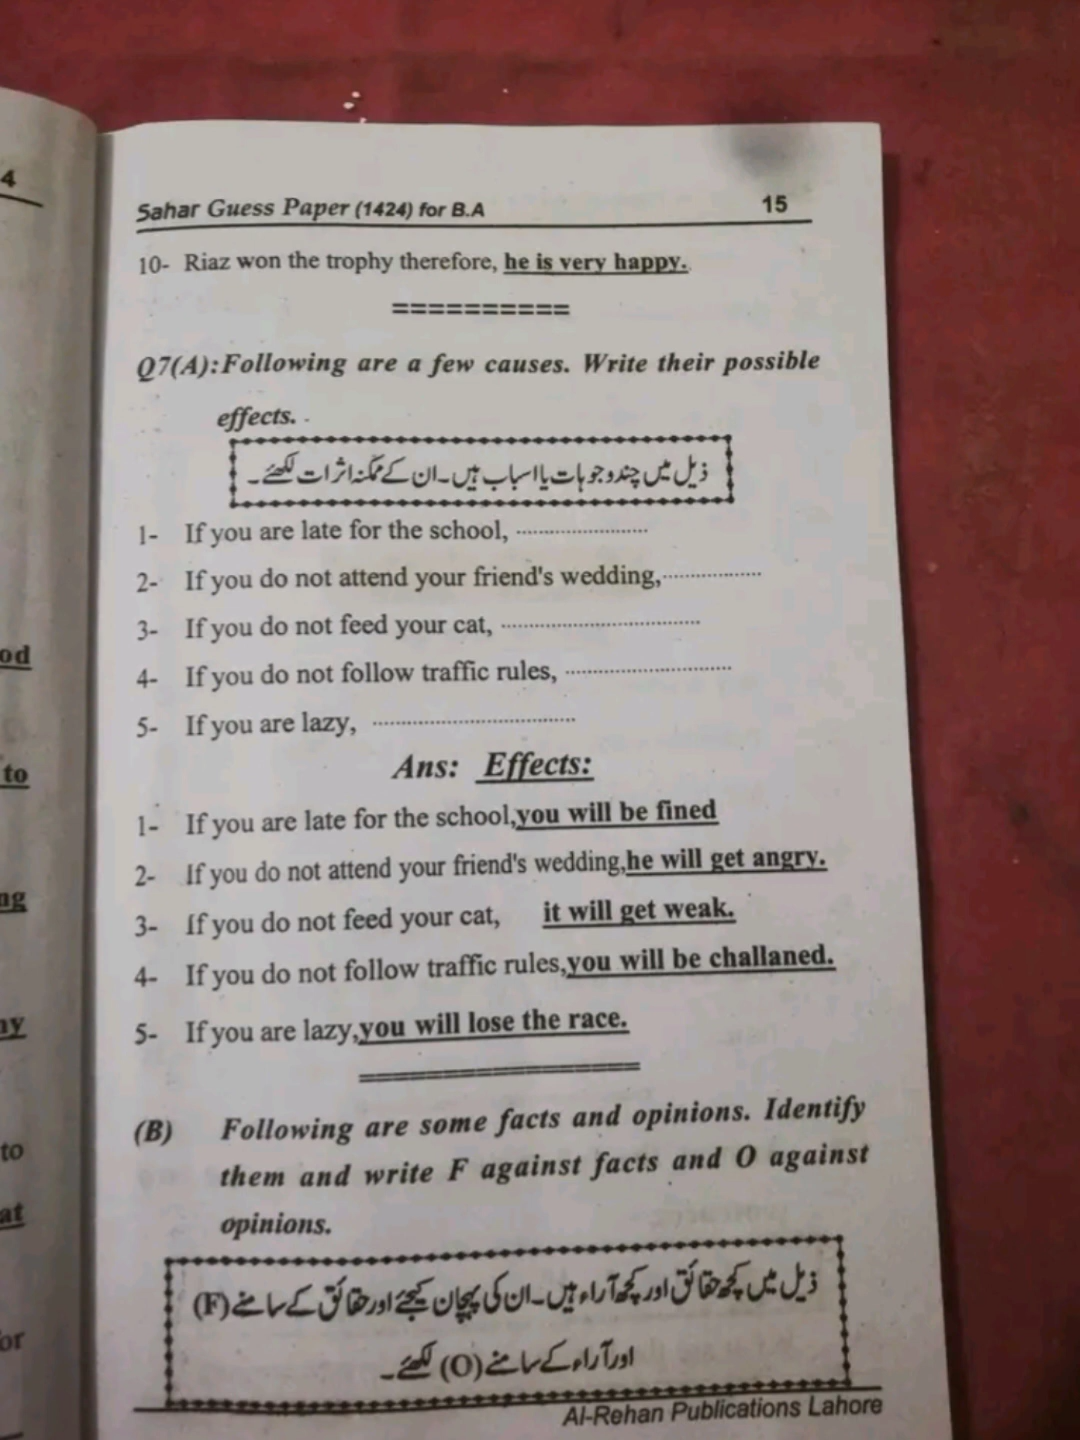 4
od
to
ng
ny
to
at
or
Sahar Guess Paper (1424) for B.A 15
10- Riaz won the trophy therefore, he is very happy.
==========
Q7(A):Following are a few causes. Write their possible
effects.
ذیل میں چند وجوہات یا اسباب ہیں۔ان کے ممکنہ اثرات لکھئے۔
1- If you are late for the school, ........................
2- If you do not attend your friend's wedding,..................
3- If you do not feed your cat, ....................................
4- If you do not follow traffic rules, ..............................
5- If you are lazy, .....................................
Ans: Effects:
1- If you are late for the school,you will be fined
2- If you do not attend your friend's wedding,he will get angry.
3- If you do not feed your cat, it will get weak.
4- If you do not follow traffic rules,you will be challaned.
5- If you are lazy,you will lose the race.
====================
(B) Following are some facts and opinions. Identify
them and write F against facts and O against
opinions.
ذیل میں کچھ حقائق اور کچھ آراء ہیں۔ان کی پہچان کیجئے اور حقائق کے سامنے (F)
اور آراء کے سامنے (O) لکھئے۔
Al-Rehan Publications Lahore